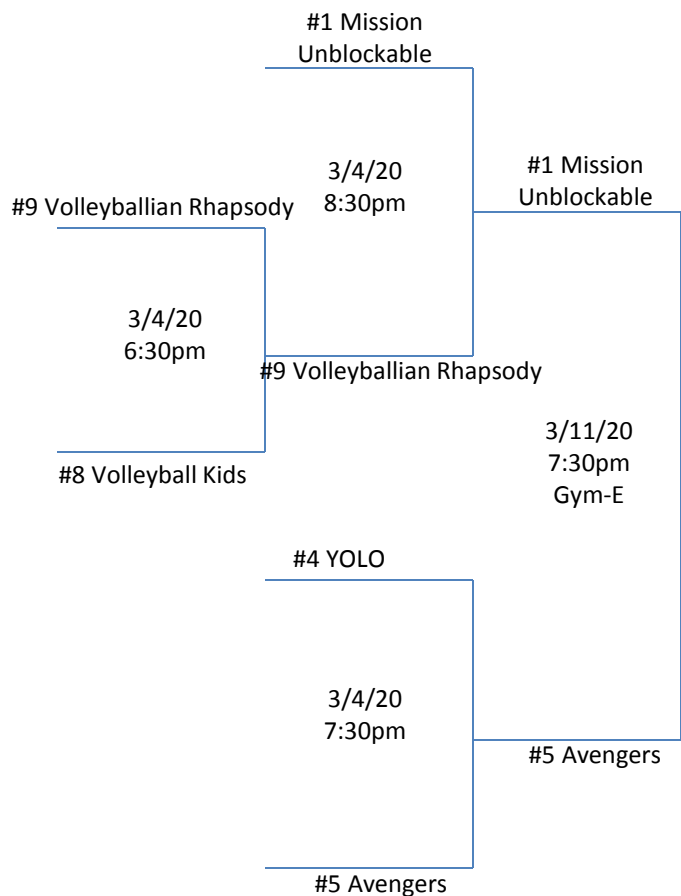 #1 Mission
Unblockable
3/4/20
8:30pm
#1 Mission
Unblockable
#9 Volleyballian Rhapsody
3/4/20
6:30pm
#9 Volleyballian Rhapsody
#8 Volleyball Kids
3/11/20
7:30pm
Gym-E
#4 YOLO
3/4/20
7:30pm
#5 Avengers
#5 Avengers